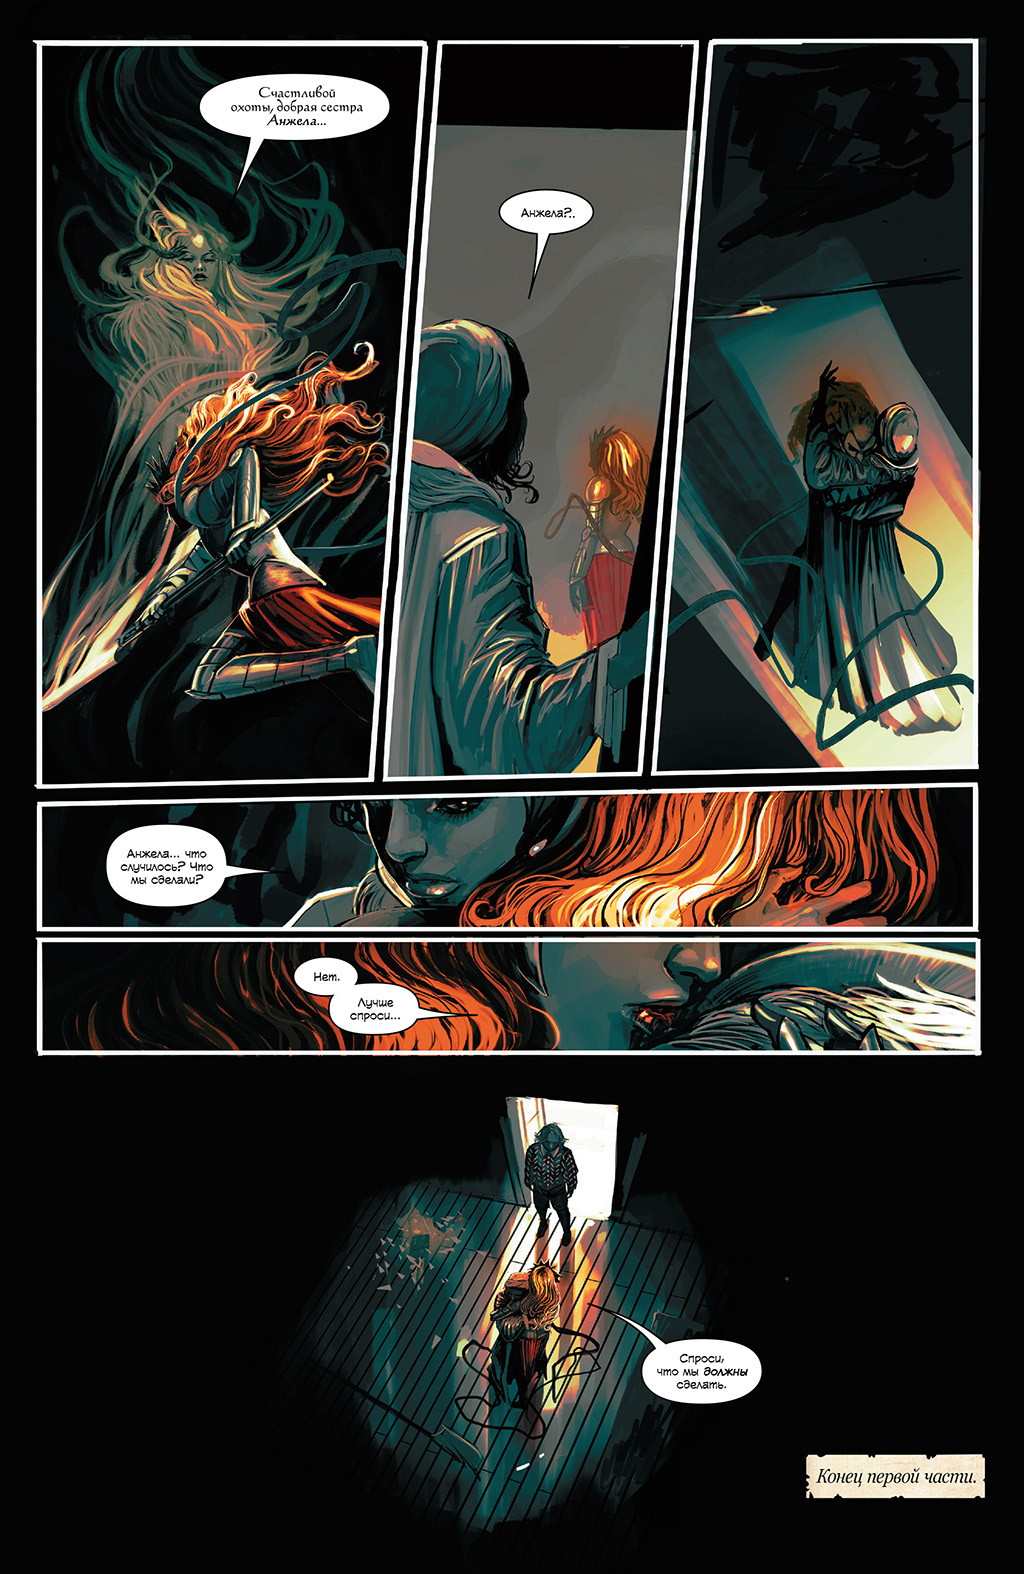 Счастливой
охоты, добрая сестра
Анжела...
Анжела?..
Анжела... что
случилось? Что
мы сделали?
Нет.
Лучше
спроси...
Спроси,
что мы должны
сделать.
Конец первой части.